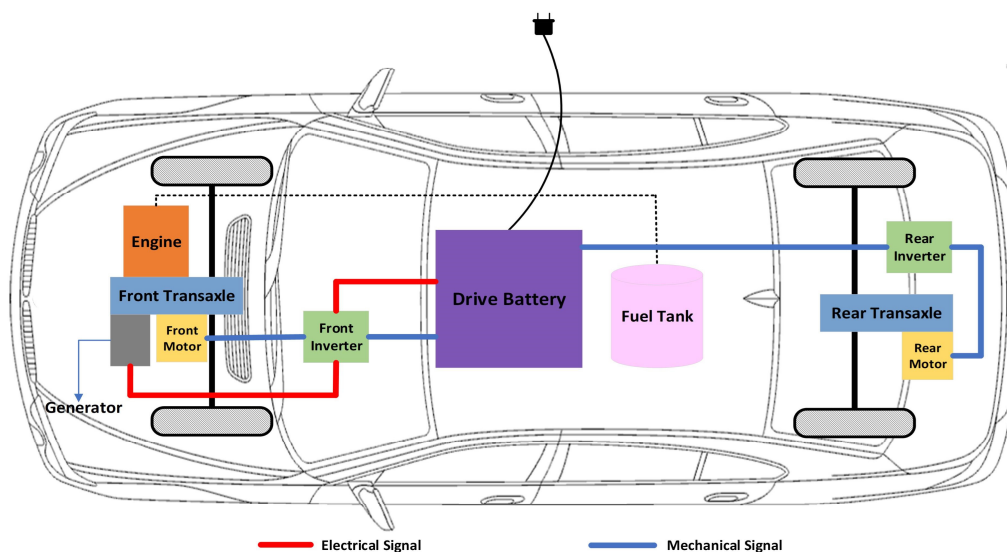 Engine
Front Transaxle
Front
Motor
Generator
Front
Inverter
Drive Battery
Fuel Tank
Rear
Inverter
Rear Transaxle
Rear
Motor
Electrical Signal
Mechanical Signal